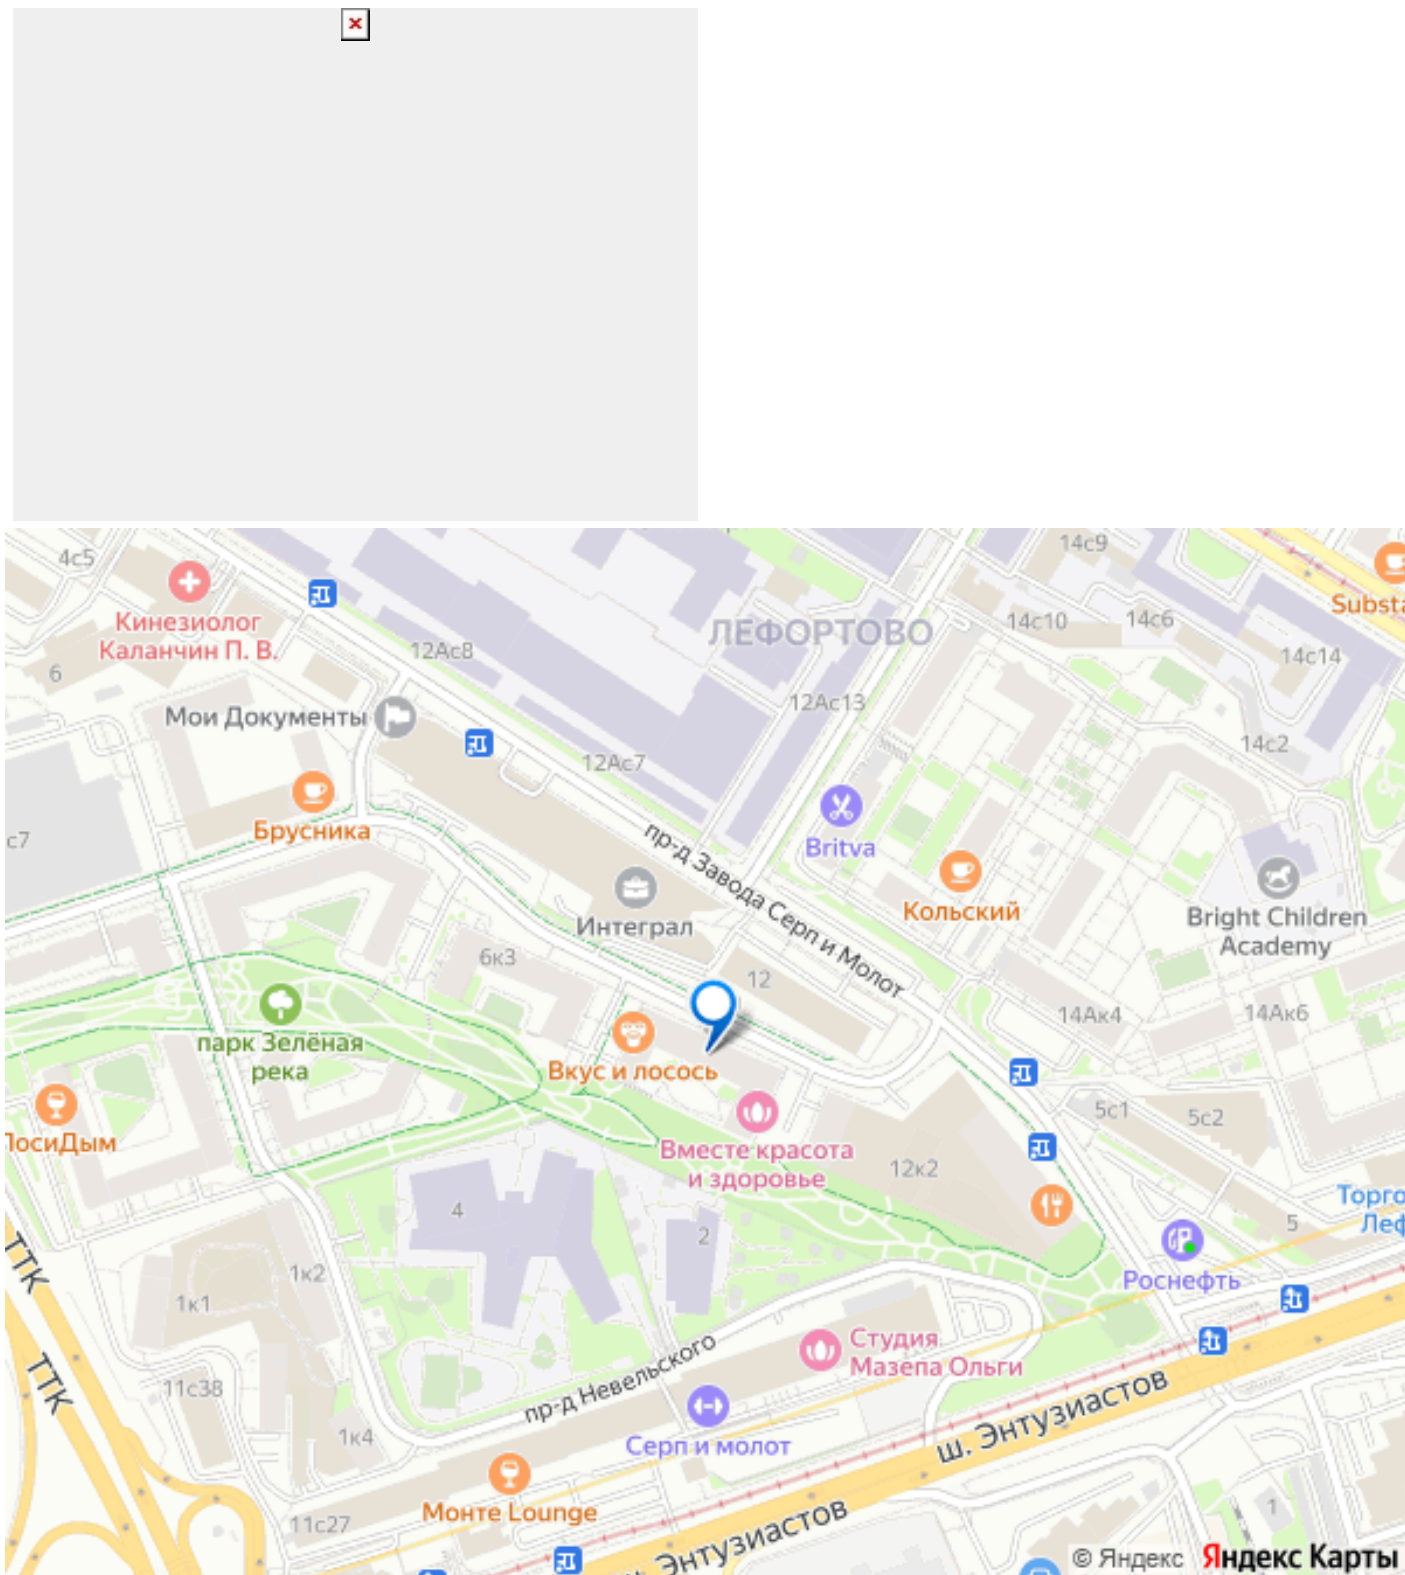 14с9
4с5
Substa
Кинезиолог
Каланчин П. В.
14с10
14с6
ЛЕФОРТОВО
12Ас8
14с14
6
12Ас13
Мои Документы
14с2
12Ас7
Брусника
с7
Britva
пр-д Завода Серп и Молот
Кольский
Интеграл
Bright Children
Academy
6к3
12
14Ак4
14Ак6
парк Зелёная
река
Вкус и лосось
5с1
5с2
ЛосиДым
Вместе красота
и здоровье
12к2
4
2
5
Торго
Леф
ТТК
1к2
1к1
Роснефть
Студия
Мазепа Ольги
ТТК
11с38
пр-д Невельского
1к4
Серп и молот
ш. Энтузиастов
Монте Lounge
11с27
1
Энтузиастов
© Яндекс Яндекс Карты